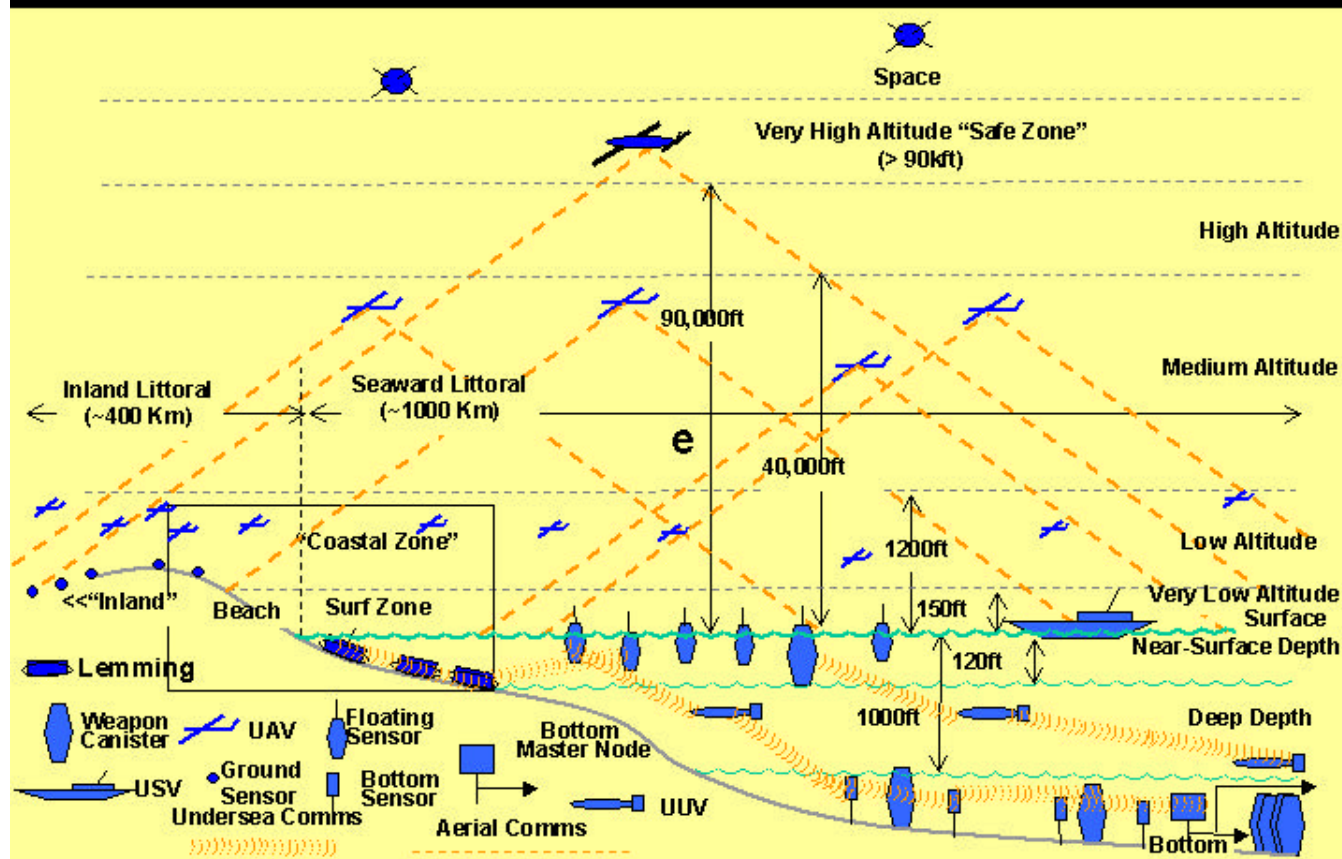 Space
Very High Altitude “Safe Zone”
(> 90kft)
High Altitude
90,000ft
Medium Altitude
Inland Littoral
(~400 Km)
Seaward Littoral
(~1000 Km)
e
40,000ft
“Coastal Zone”
1200ft
Low Altitude
<<“Inland”
Beach
Surf Zone
150ft
Very Low Altitude
Surface
Near-Surface Depth
120ft
Lemming
1000ft
Deep Depth
Weapon
Canister
UAV
Floating
Sensor
Bottom
Master Node
USV
Ground
Sensor
Bottom
Sensor
UUV
Undersea Comms
Aerial Comms
Bottom